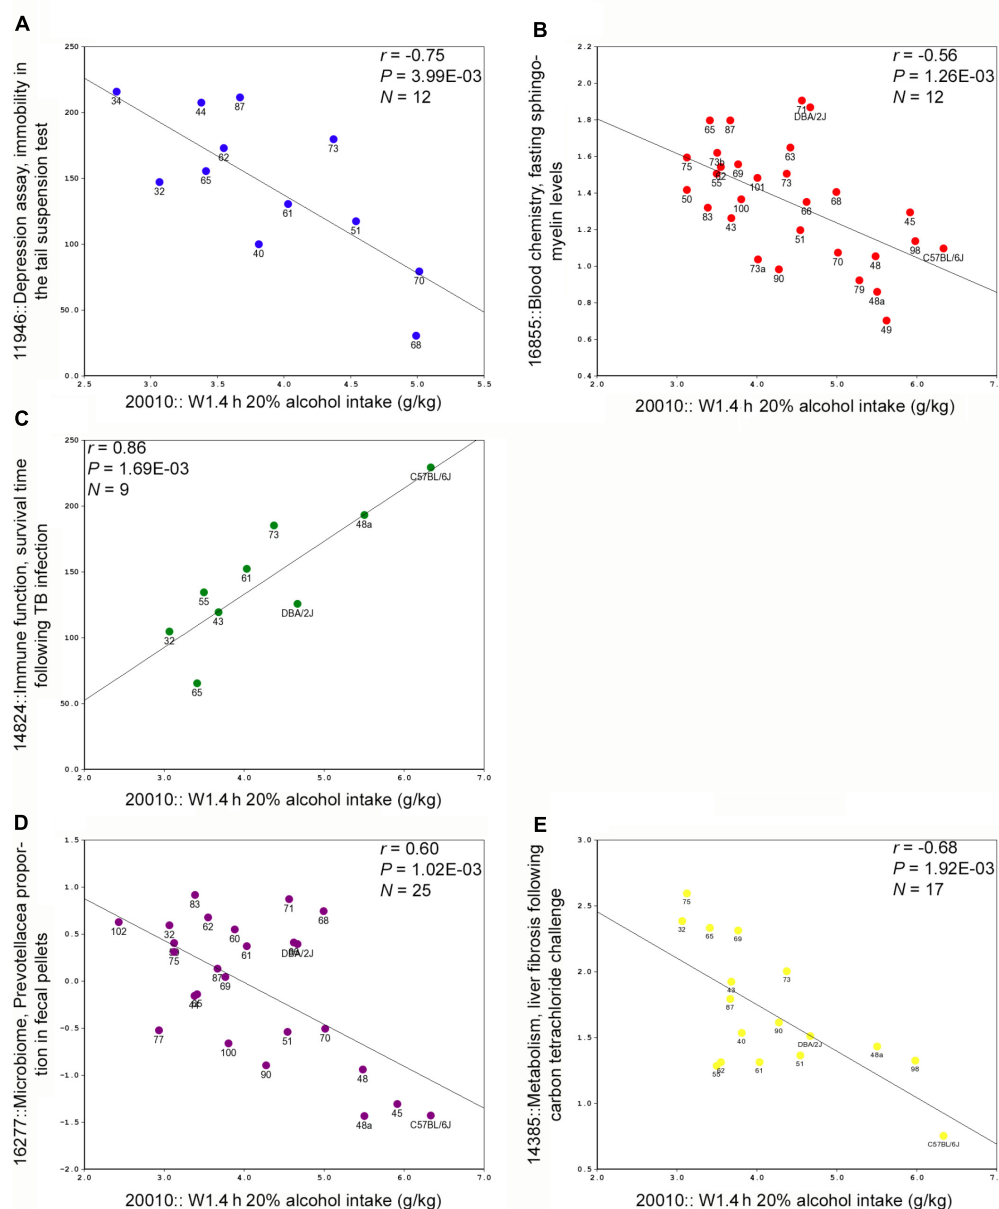 A
r = -0.75
P = 3.99E-03
N = 12
11946::Depression assay, immobility in
the tail suspension test
250
200
150
100
50.0
0.0
34
44
87
62
73
65
32
61
51
40
70
68
2.5 3.0 3.5 4.0 4.5 5.0 5.5
20010:: W1.4 h 20% alcohol intake (g/kg)
B
r = -0.56
P = 1.26E-03
N = 12
16855::Blood chemistry, fasting sphingo-
myelin levels
2.2
2.0
1.8
1.6
1.4
1.2
1.0
0.8
0.6
0.4
71
DBA/2J
65 87
63
75
73b
62
69
55
101
73
50
68
100
66
83
43
45
51
98
C57BL/6J
70
48
73a
90
79
48a
49
2.0 3.0 4.0 5.0 6.0 7.
20010:: W1.4 h 20% alcohol intake (g/kg)
C
r = 0.86
P = 1.69E-03
N = 9
14824::Immune function, survival time
following TB infection
250
200
150
100
50.0
0.0
C57BL/6J
48a
73
61
55
43
DBA/2J
32
65
2.0 3.0 4.0 5.0 6.0 7.0
20010:: W1.4 h 20% alcohol intake (g/kg)
D
r = 0.60
P = 1.02E-03
N = 25
16277::Microbiome, Prevotellacea propor-
tion in fecal pellets
1.5
1.0
0.5
0.0
-0.5
-1.0
-1.5
-2.0
83
71
68
62
102
32
60
61
DBA/2J
75
87
69
44
77
51
70
100
90
48
45
48a
C57BL/6J
2.0 3.0 4.0 5.0 6.0 7.0
20010:: W1.4 h 20% alcohol intake (g/kg)
E
r = -0.68
P = 1.92E-03
N = 17
14385::Metabolism, liver fibrosis following
carbon tetrachloride challenge
3.0
2.5
2.0
1.5
1.0
0.5
75
32
65
69
73
43
87
90
40
DBA/2J
48a
51
98
55
62
61
C57BL/6J
2.0 3.0 4.0 5.0 6.0 7.
20010:: W1.4 h 20% alcohol intake (g/kg)